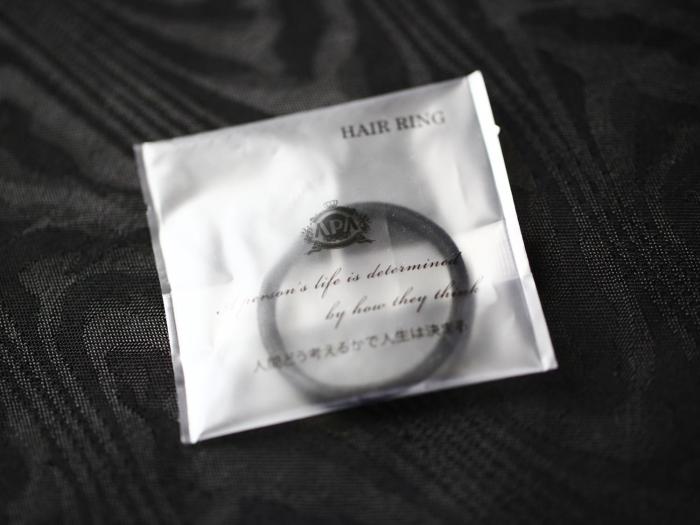 HAIR RING
APA
A person's life is determined
by how they think
人間どう考えるかで人生は決まる